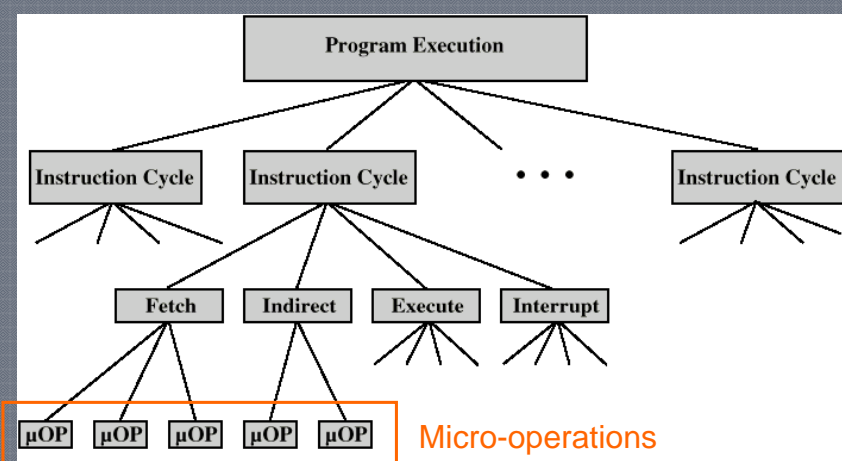 Program Execution
Instruction Cycle Instruction Cycle • • • Instruction Cycle
Fetch Indirect Execute Interrupt
µOP µOP µOP µOP µOP Micro-operations